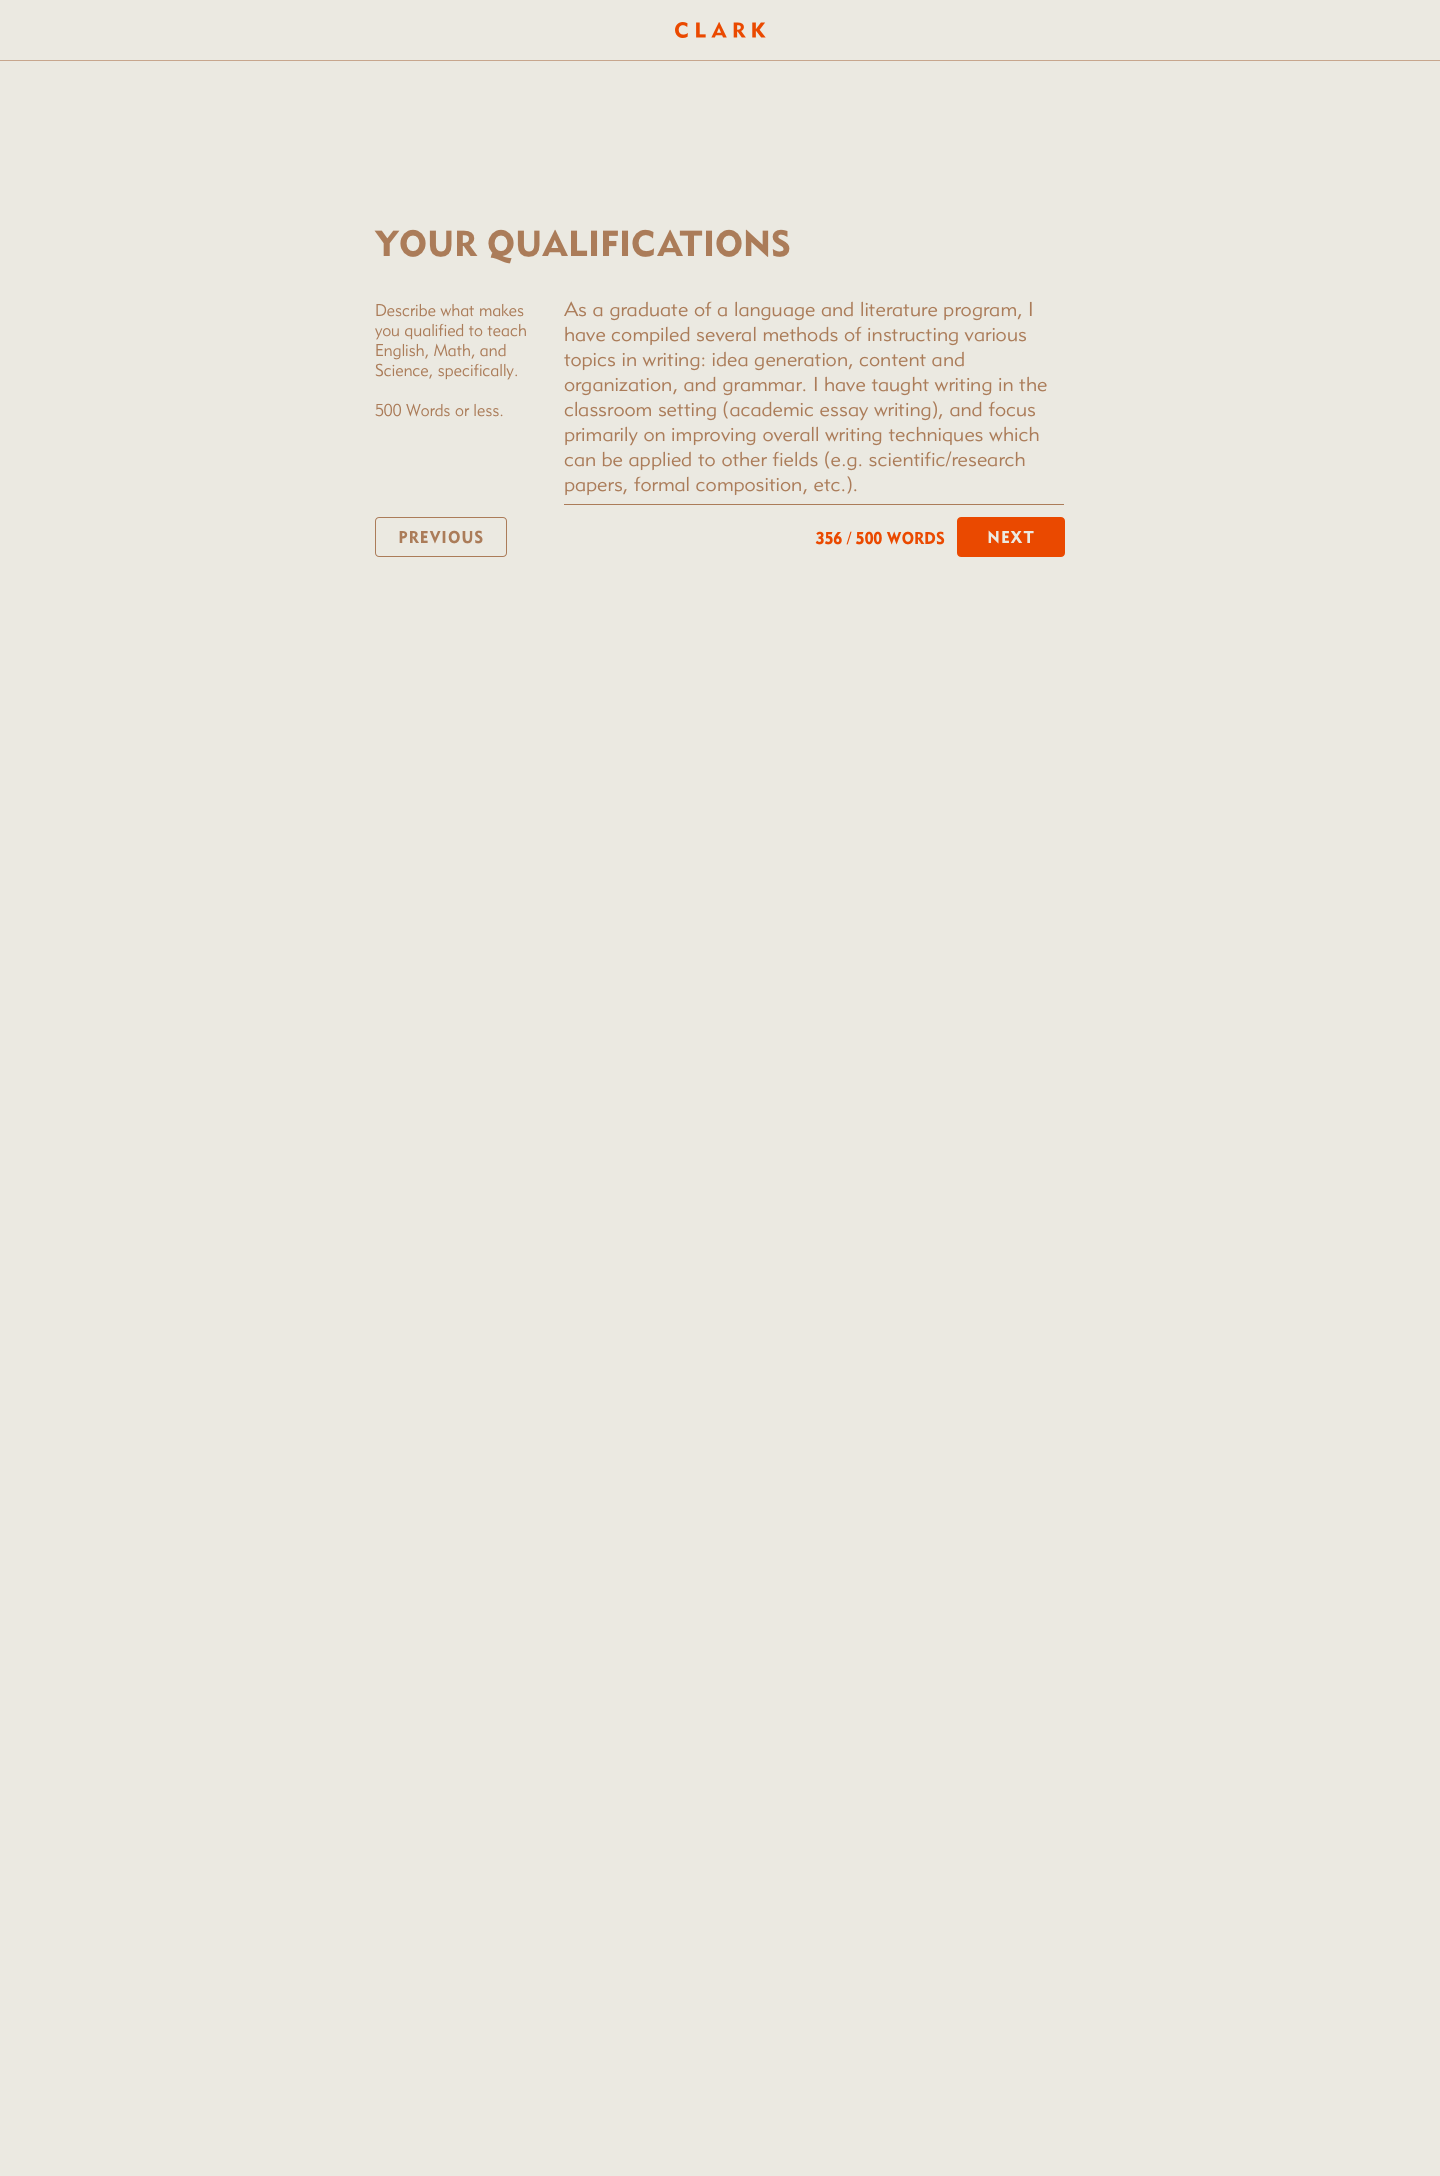 CLARK
YOUR QUALIFICATIONS
Describe what makes
you qualified to teach
English, Math, and
Science, specifically.
500 Words or less.
As a graduate of a language and literature program, I
have compiled several methods of instructing various
topics in writing: idea generation, content and
organization, and grammar. I have taught writing in the
classroom setting (academic essay writing), and focus
primarily on improving overall writing techniques which
can be applied to other fields (e.g. scientific/research
papers, formal composition, etc.).
PREVIOUS
356 / 500 WORDS
NEXT